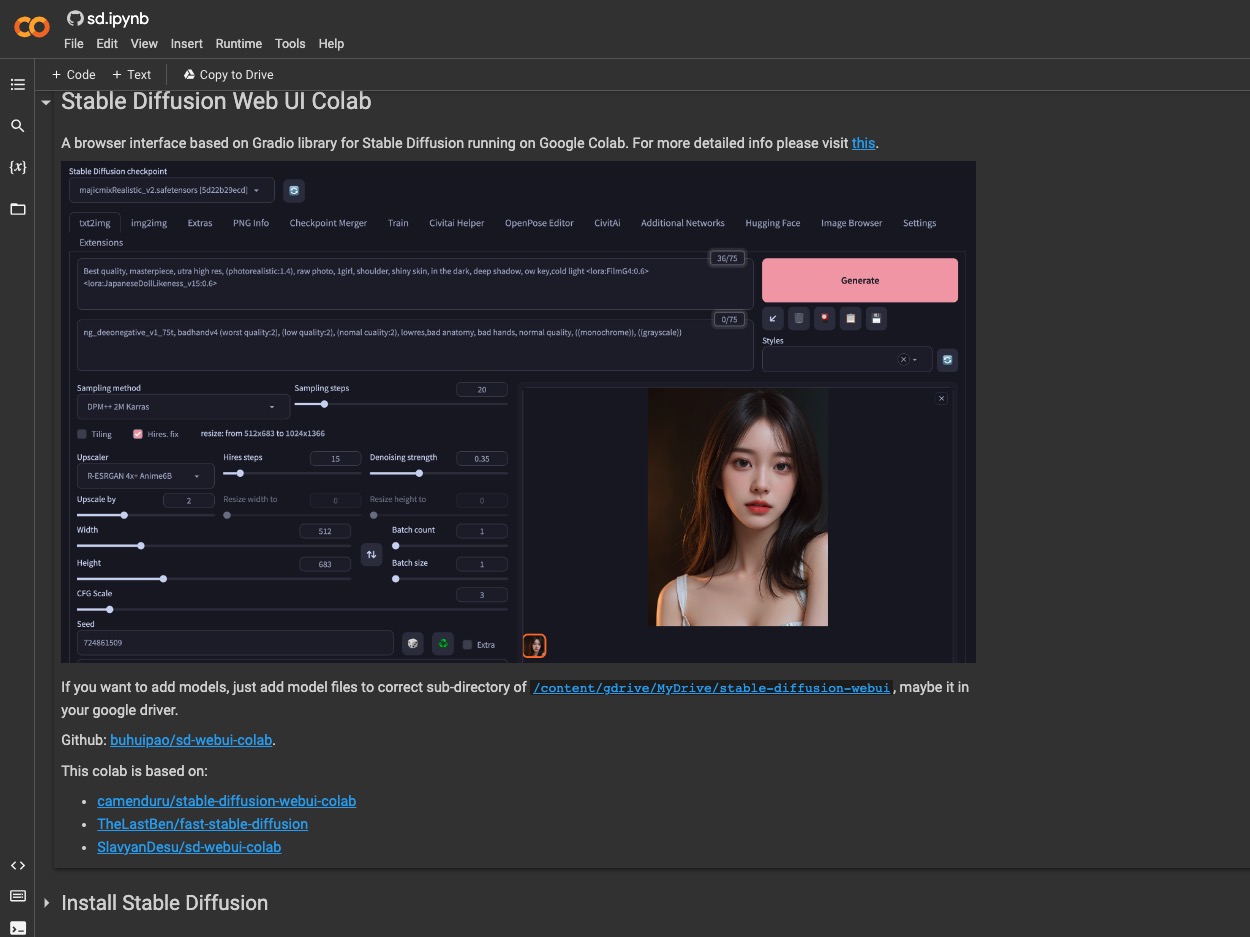 sd.ipynb
File Edit View Insert Runtime Tools Help
+ Code + Text Copy to Drive
Stable Diffusion Web UI Colab
A browser interface based on Gradio library for Stable Diffusion running on Google Colab. For more detailed info please visit this.
Stable Diffusion checkpoint
majicmixRealistic_v2.safetensors [5d22b29ecd]
txt2img img2img Extras PNG Info Checkpoint Merger Train Civitai Helper OpenPose Editor CivitAi Additional Networks Hugging Face Image Browser Settings
Extensions
36/75
Best quality, masterpiece, utra high res, (photorealistic:1.4), raw photo, 1girl, shoulder, shiny skin, in the dark, deep shadow, ow key,cold light <lora:FilmG4:0.6>
<lora:JapaneseDollLikeness_v15:0.6>
Generate
0/75
ng_deeonegative_v1_75t, badhandv4 (worst quality:2), (low quality:2), (nomal cuality:2), lowres,bad anatomy, bad hands, normal quality, ((monochrome)), ((grayscale))
Styles
Sampling method
DPM++ 2M Karras
Sampling steps 20
Tiling Hires. fix resize: from 512x683 to 1024x1366
Upscaler
R-ESRGAN 4x+ Anime6B
Hires steps 15
Denoising strength 0.35
Upscale by 2
Resize width to 0
Resize height to 0
Width 512
Batch count 1
Height 683
Batch size 1
CFG Scale 3
Seed
724861509
Extra
If you want to add models, just add model files to correct sub-directory of /content/gdrive/MyDrive/stable-diffusion-webui, maybe it in
your google driver.
Github: buhuipao/sd-webui-colab.
This colab is based on:
• camenduru/stable-diffusion-webui-colab
• TheLastBen/fast-stable-diffusion
• SlavyanDesu/sd-webui-colab
Install Stable Diffusion